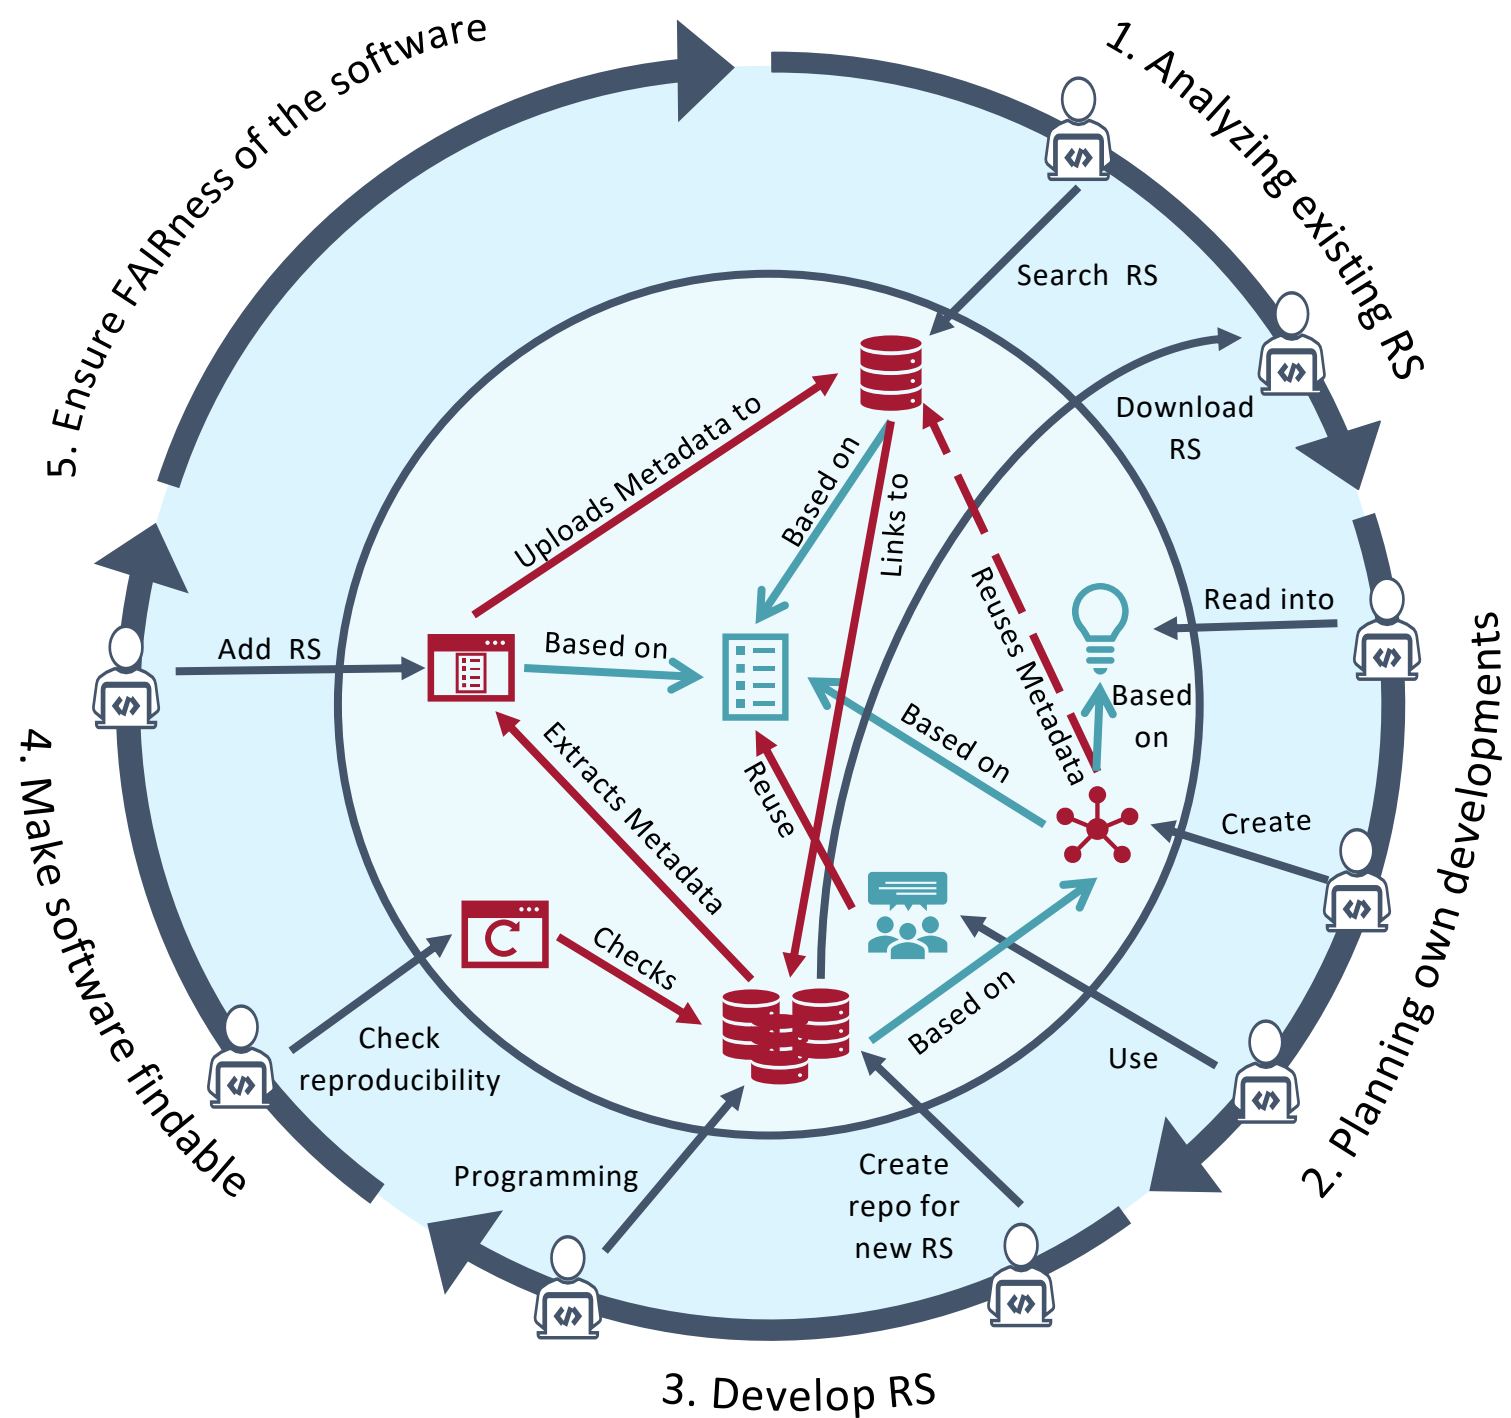 1. Analyzing existing RS
5. Ensure FAIRness of the software
Search  RS
Download
RS
Uploads Metadata to
Based on
Links to
Reuses Metadata
Read into
Add  RS
Based on
Based
on
Based on
Create
2. Planning own developments
Extracts Metadata
Reuse
4. Make software findable
Checks
Based on
Check
reproducibility
Use
Programming
Create
repo for
new RS
3. Develop RS